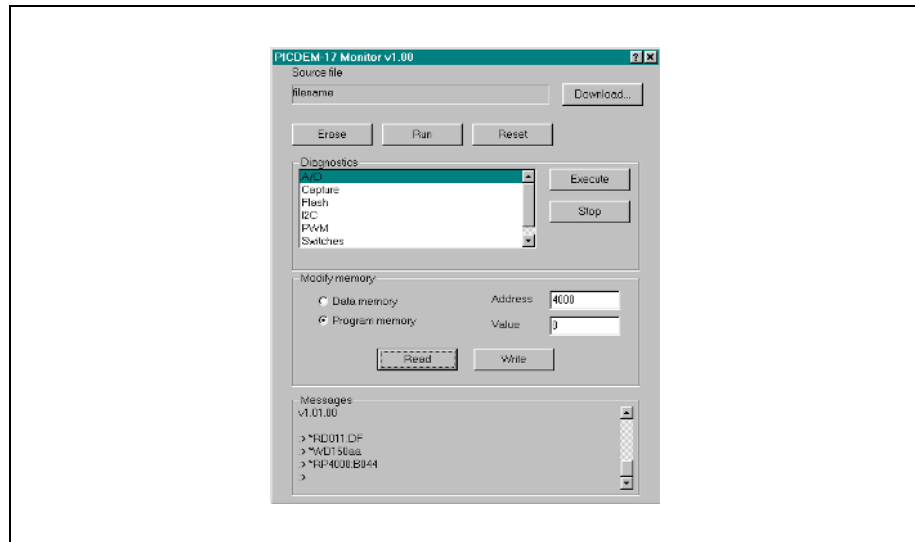 PICDEM-17 Monitor v1.00
Source file
filename
Download...
Erase Run Reset
Diagnostics
A/D
Capture
Flash
I2C
PWM
Switches
Execute
Stop
Modify memory
Data memory
Program memory
Address 4000
Value 0
Read Write
Messages
v1.01.00
> *RD011:DF
> *WD150aa
> *RP4000:B044
>